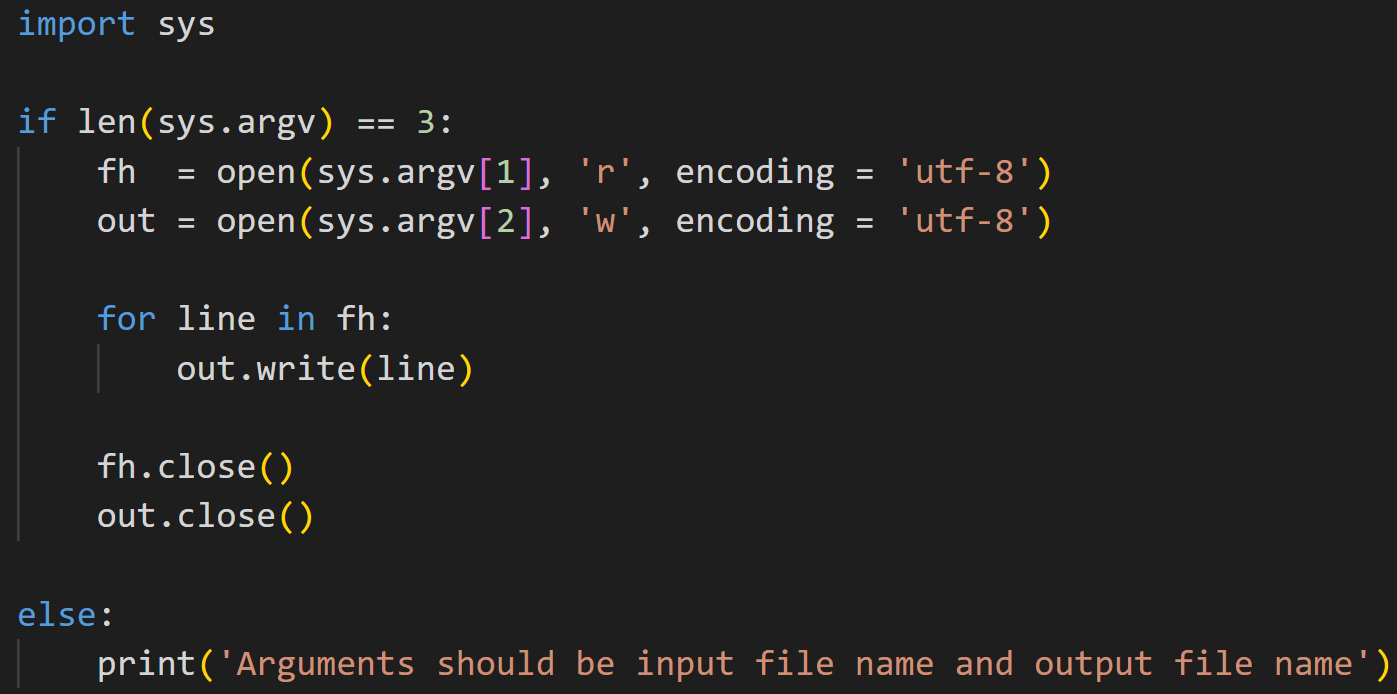 import sys
if len(sys.argv) == 3:
    fh  = open(sys.argv[1], 'r', encoding = 'utf-8')
    out = open(sys.argv[2], 'w', encoding = 'utf-8')
    for line in fh:
        out.write(line)
    fh.close()
    out.close()
else:
    print('Arguments should be input file name and output file name')